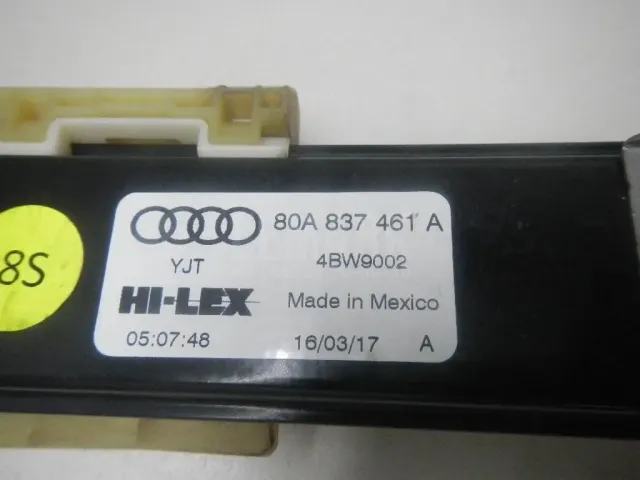 80A 837 461 A
YJT 4BW9002
HI-LEX Made in Mexico
05:07:48 16/03/17 A
8S